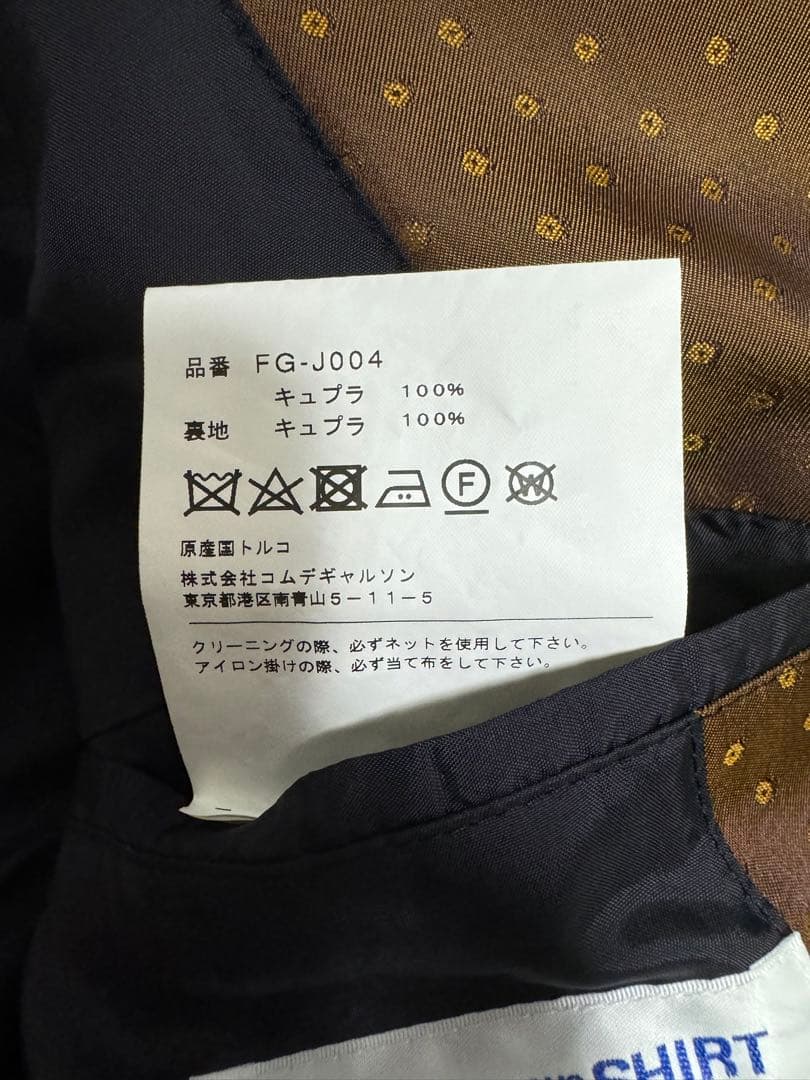 品番 FG-J004
キュプラ 100%
裏地 キュプラ 100%
F W
原産国トルコ
株式会社コムデギャルソン
東京都港区南青山5-11-5
クリーニングの際、必ずネットを使用して下さい。
アイロン掛けの際、必ず当て布をして下さい。
SHIRT